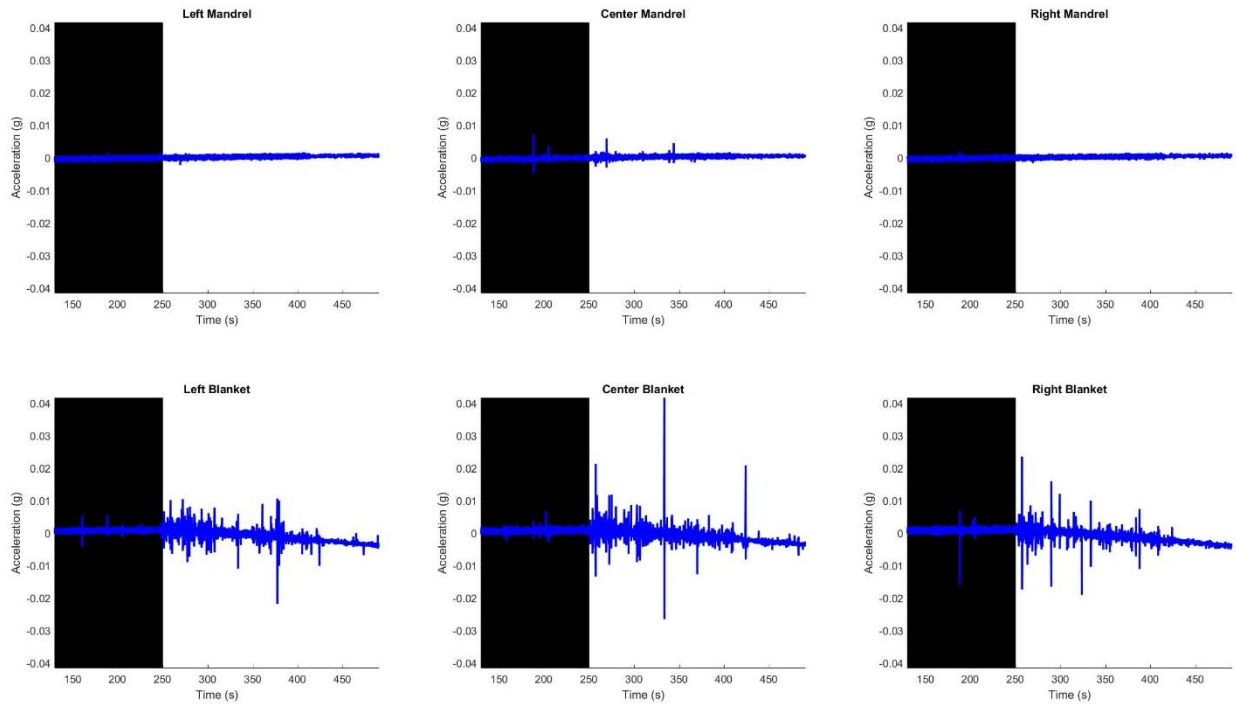 Left Mandrel
Center Mandrel
Right Mandrel
0.04
0.03
0.02
0.01
0
-0.01
-0.02
-0.03
-0.04
Acceleration (g)
150 200 250 300 350 400 450
Time (s)
0.04
0.03
0.02
0.01
0
-0.01
-0.02
-0.03
-0.04
Acceleration (g)
150 200 250 300 350 400 450
Time (s)
0.04
0.03
0.02
0.01
0
-0.01
-0.02
-0.03
-0.04
Acceleration (g)
150 200 250 300 350 400 450
Time (s)
Left Blanket
Center Blanket
Right Blanket
0.04
0.03
0.02
0.01
0
-0.01
-0.02
-0.03
-0.04
Acceleration (g)
150 200 250 300 350 400 450
Time (s)
0.04
0.03
0.02
0.01
0
-0.01
-0.02
-0.03
-0.04
Acceleration (g)
150 200 250 300 350 400 450
Time (s)
0.04
0.03
0.02
0.01
0
-0.01
-0.02
-0.03
-0.04
Acceleration (g)
150 200 250 300 350 400 450
Time (s)